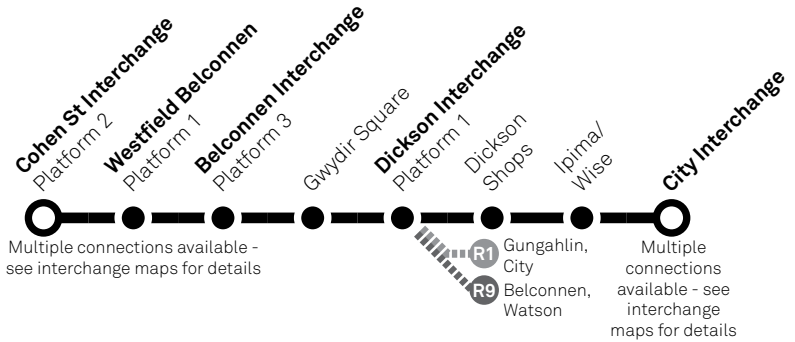 Cohen St Interchange
Platform 2
Westfield Belconnen
Platform 1
Belconnen Interchange
Platform 3
Gwydir Square
Dickson Interchange
Platform 1
Dickson
Shops
Ipima/
Wise
City Interchange
Multiple connections available -
see interchange maps for details
R1 Gungahlin,
City
R9 Belconnen,
Watson
Multiple
connections
available - see
interchange
maps for details